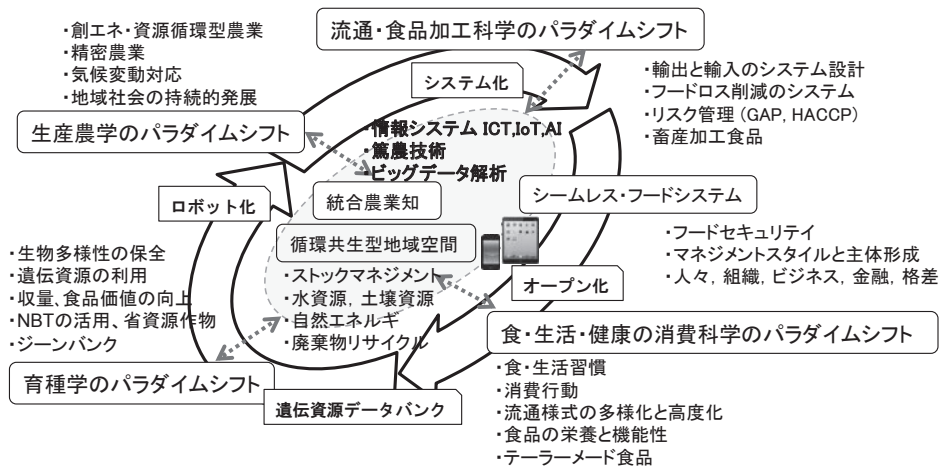 ・創エネ・資源循環型農業
・精密農業
・気候変動対応
・地域社会の持続的発展
生産農学のパラダイムシフト
流通・食品加工科学のパラダイムシフト
システム化
・輸出と輸入のシステム設計
・フードロス削減のシステム
・リスク管理 (GAP, HACCP)
・畜産加工食品
・情報システム ICT,IoT,AI
・篤農技術
・ビッグデータ解析
統合農業知
循環共生型地域空間
・ストックマネジメント
・水資源, 土壌資源
・自然エネルギ
・廃棄物リサイクル
ロボット化
シームレス・フードシステム
・フードセキュリテイ
・マネジメントスタイルと主体形成
・人々, 組織, ビジネス, 金融, 格差
オープン化
・生物多様性の保全
・遺伝資源の利用
・収量、食品価値の向上
・NBTの活用、省資源作物
・ジーンバンク
育種学のパラダイムシフト
遺伝資源データバンク
食・生活・健康の消費科学のパラダイムシフト
・食・生活習慣
・消費行動
・流通様式の多様化と高度化
・食品の栄養と機能性
・テーラーメード食品